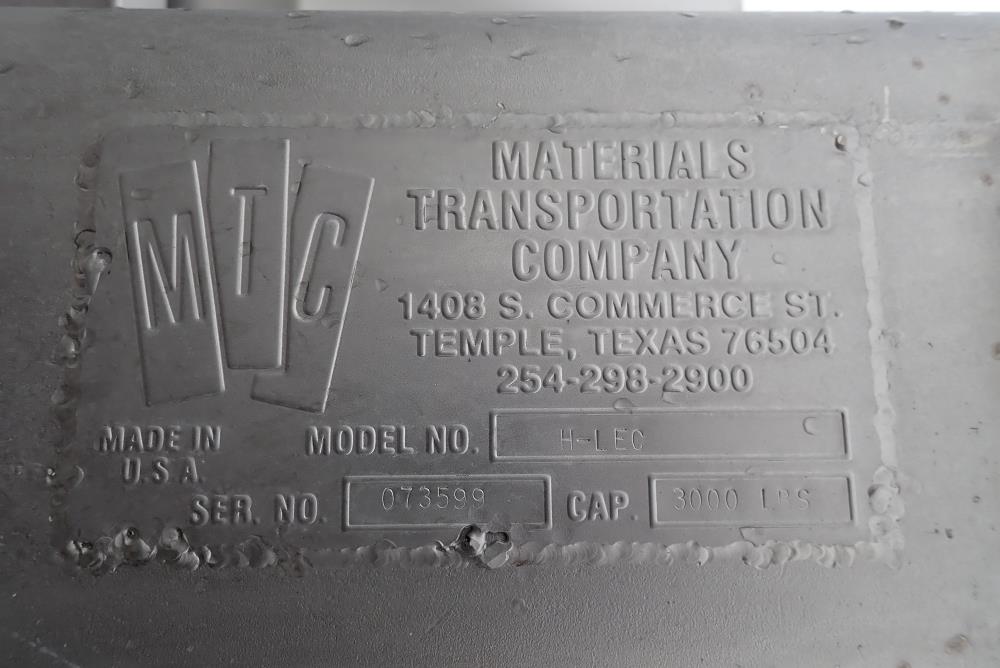 MTC
MATERIALS
TRANSPORTATION
COMPANY
1408 S. COMMERCE ST.
TEMPLE, TEXAS 76504
254-298-2900
MADE IN
U.S.A.
MODEL NO. H-LEC
SER. NO. 073599 CAP. 3000 LBS